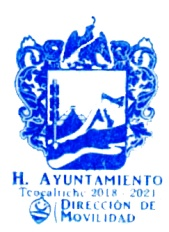 H. AYUNTAMIENTO
Teocaltiche 2018 - 2021
DIRECCIÓN DE
MOVILIDAD